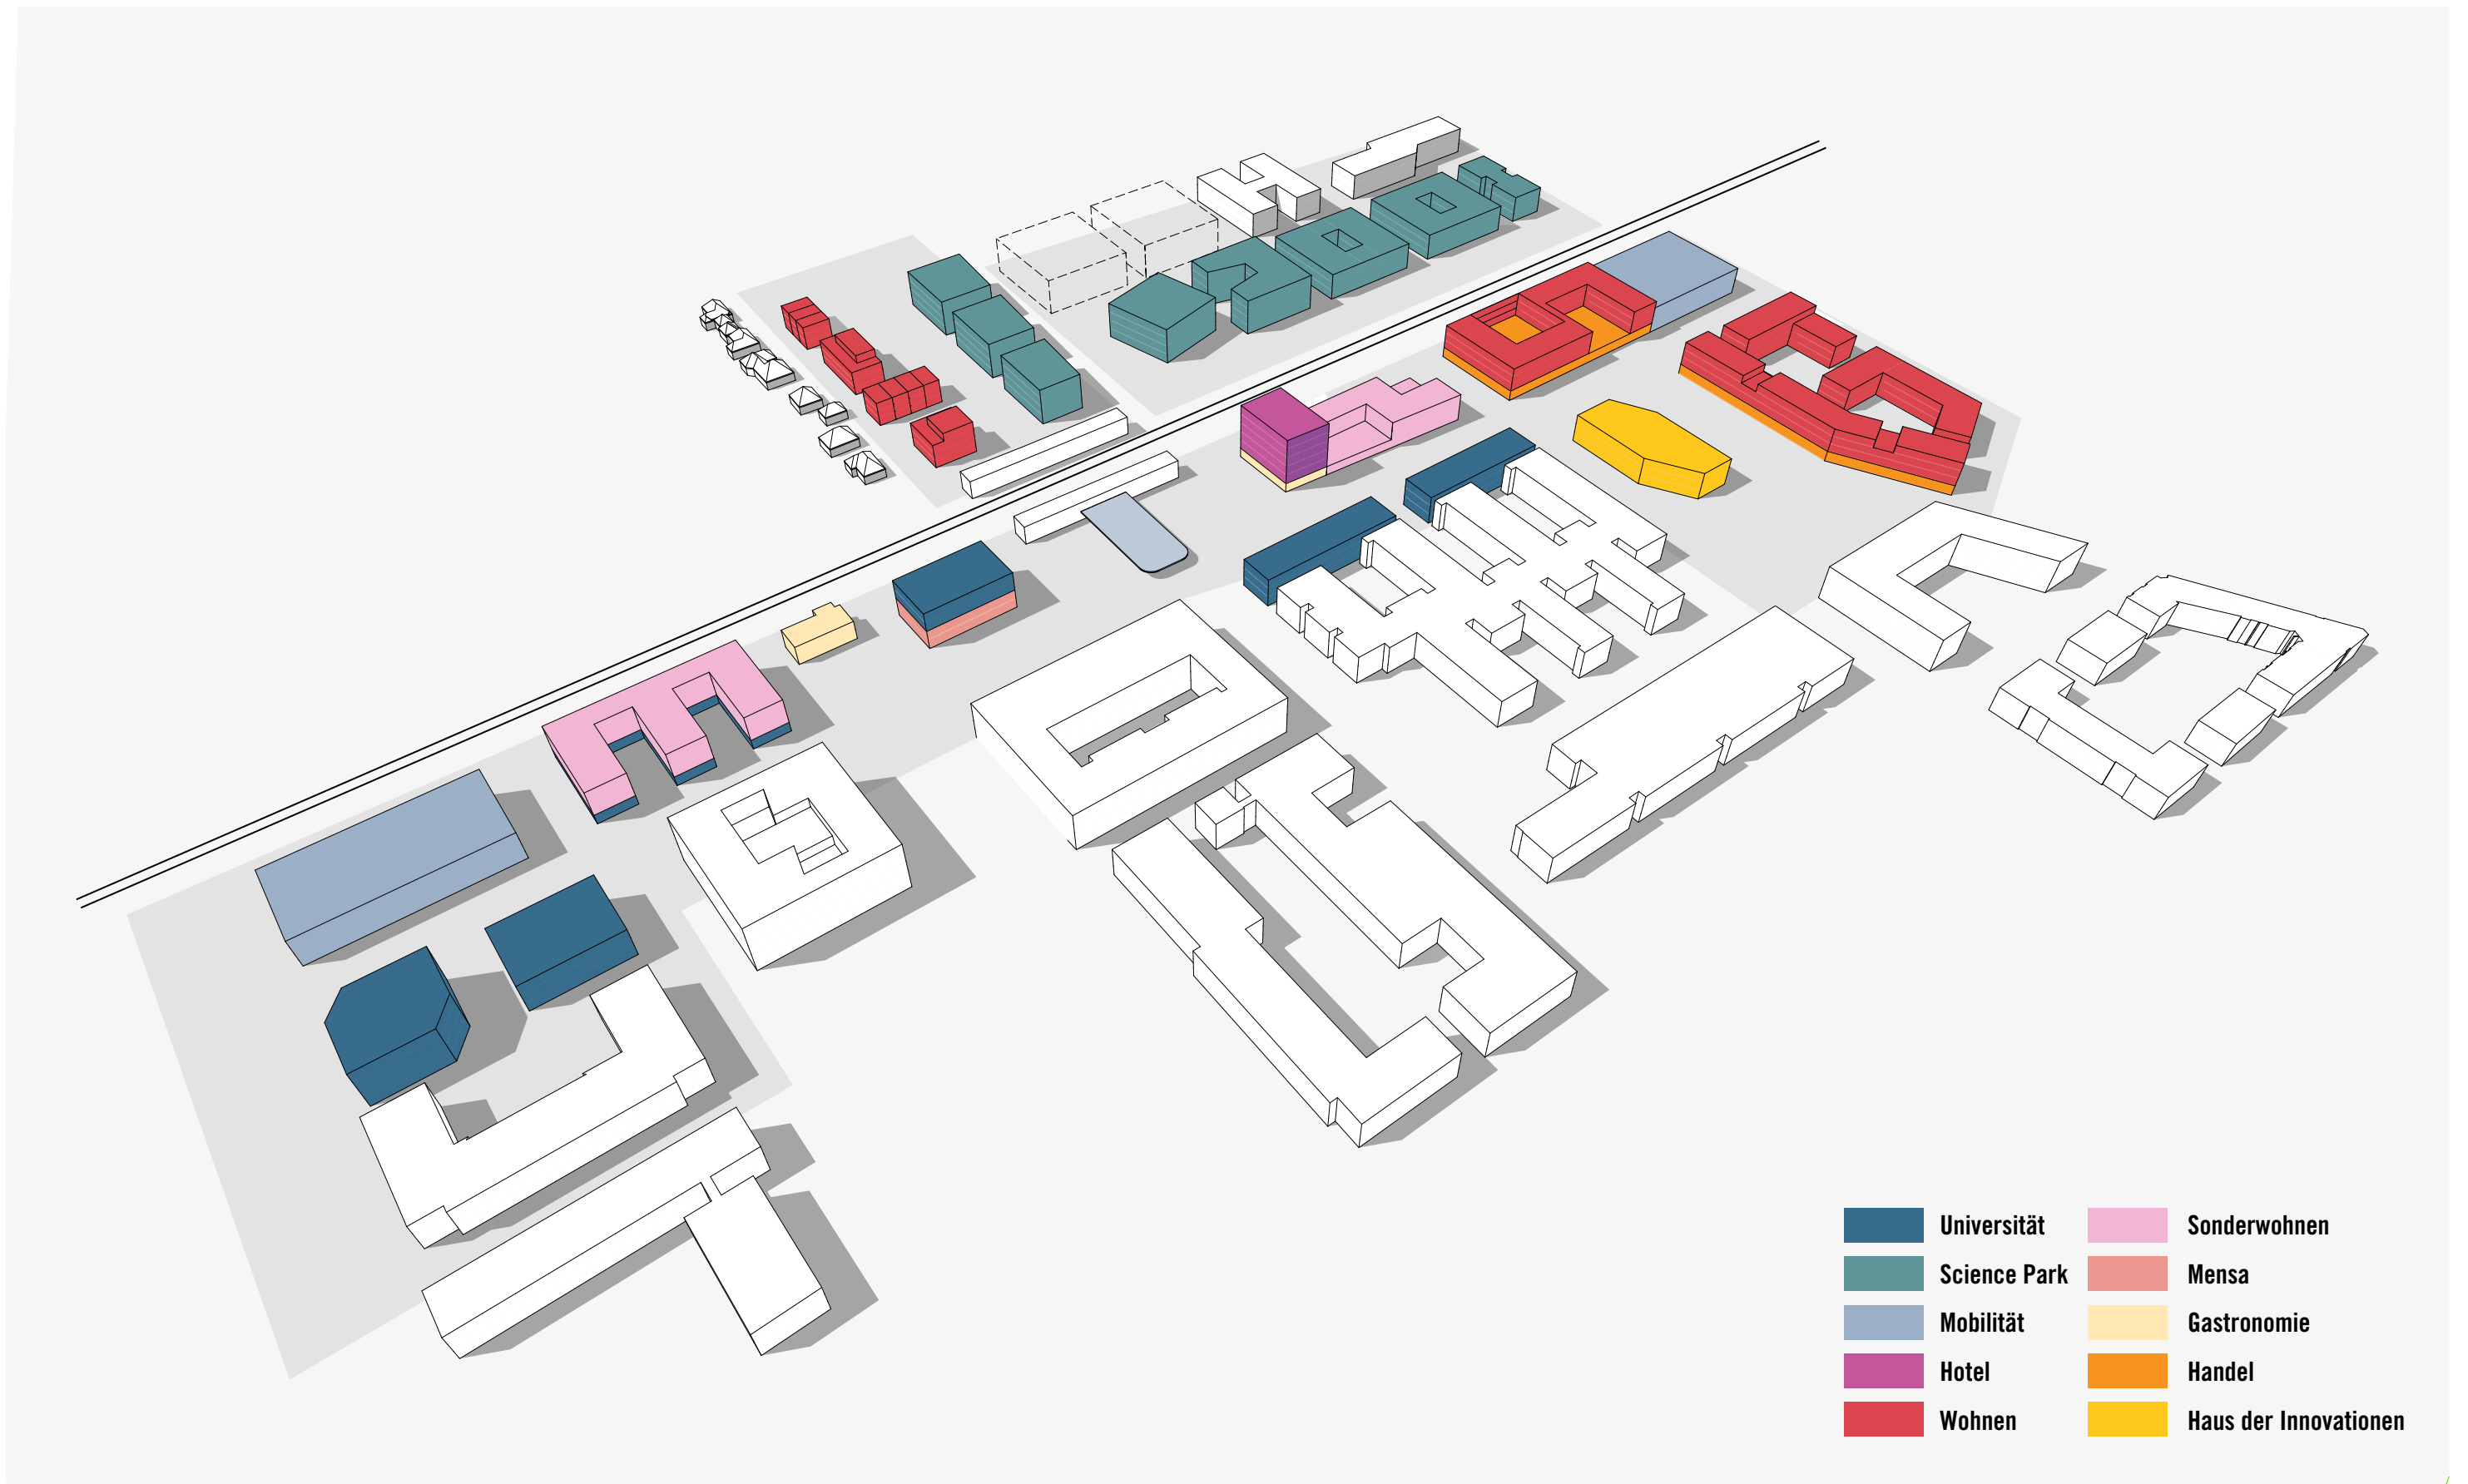 Universität
Science Park
Mobilität
Hotel
Wohnen
Sonderwohnen
Mensa
Gastronomie
Handel
Haus der Innovationen